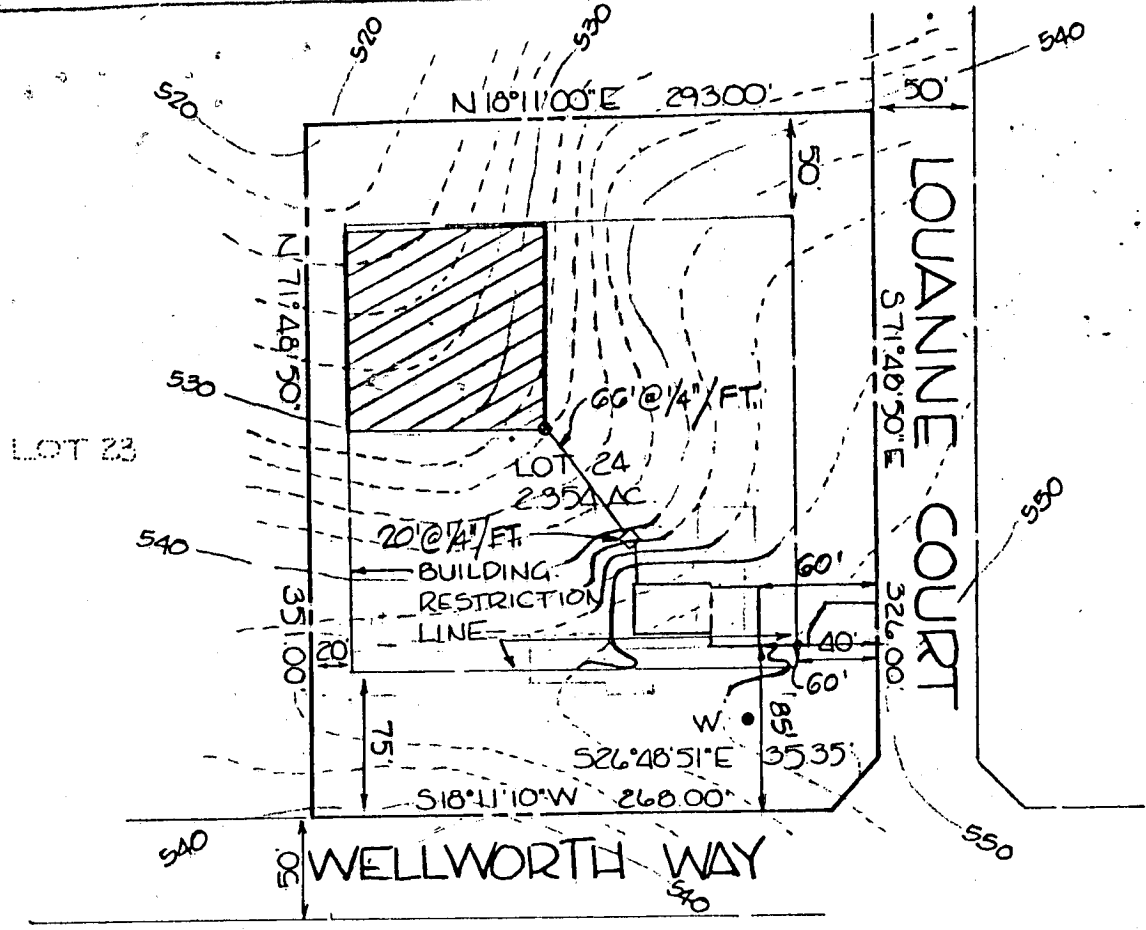 520
530
540
520
N 18°11'00"E 293.00'
50'
50'
LOUANNE COURT
N 71°48'50"
S 71°48'50"E
530
66'@1/4"/FT.
LOT 23
LOT 24
2.354 AC
550
540
20'@1/4"/FT.
BUILDING
RESTRICTION
LINE
60'
351.00'
326.00'
20'
40'
60'
75'
85'
W
S26°48'51"E 35.35'
S18°11'10"W 268.00'
540
50'
WELLWORTH WAY
540
550